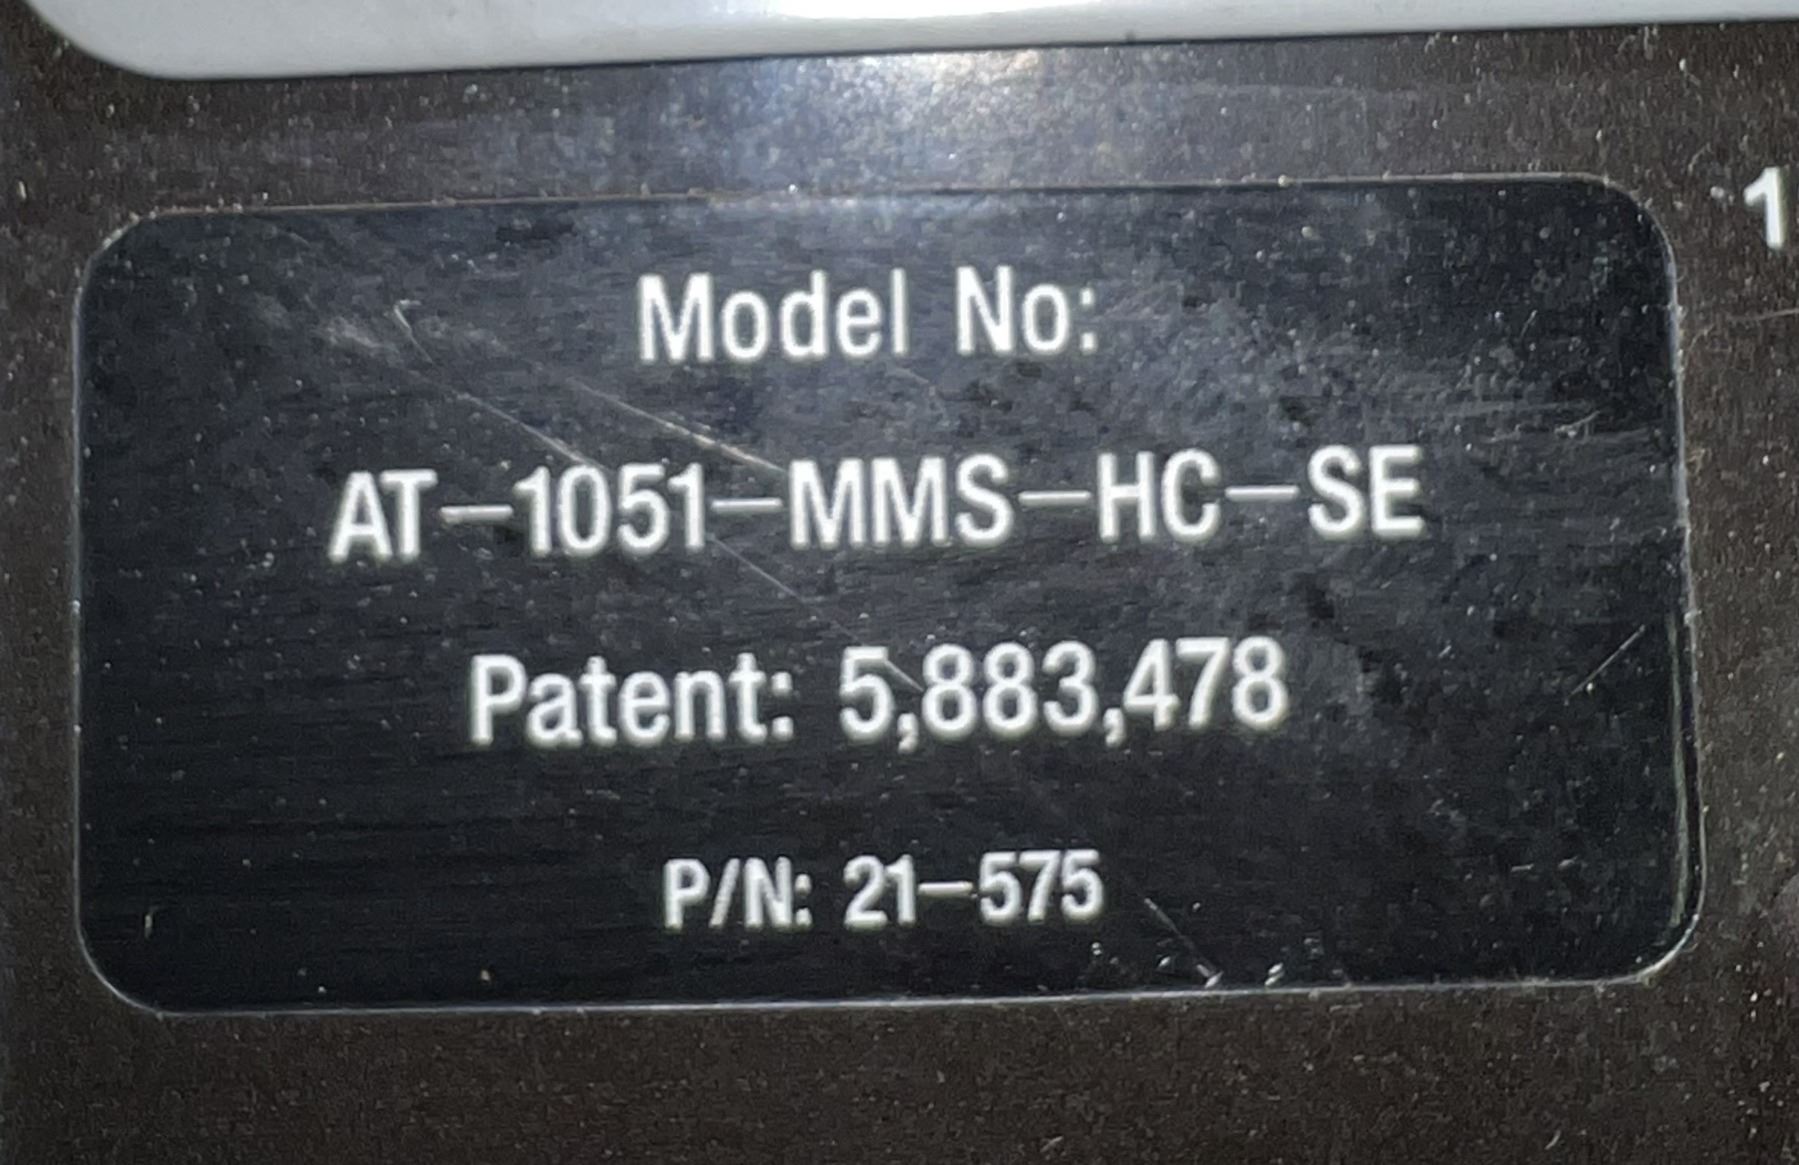 Model No:
AT-1051-MMS-HC-SE
Patent: 5,883,478
P/N: 21-575
1